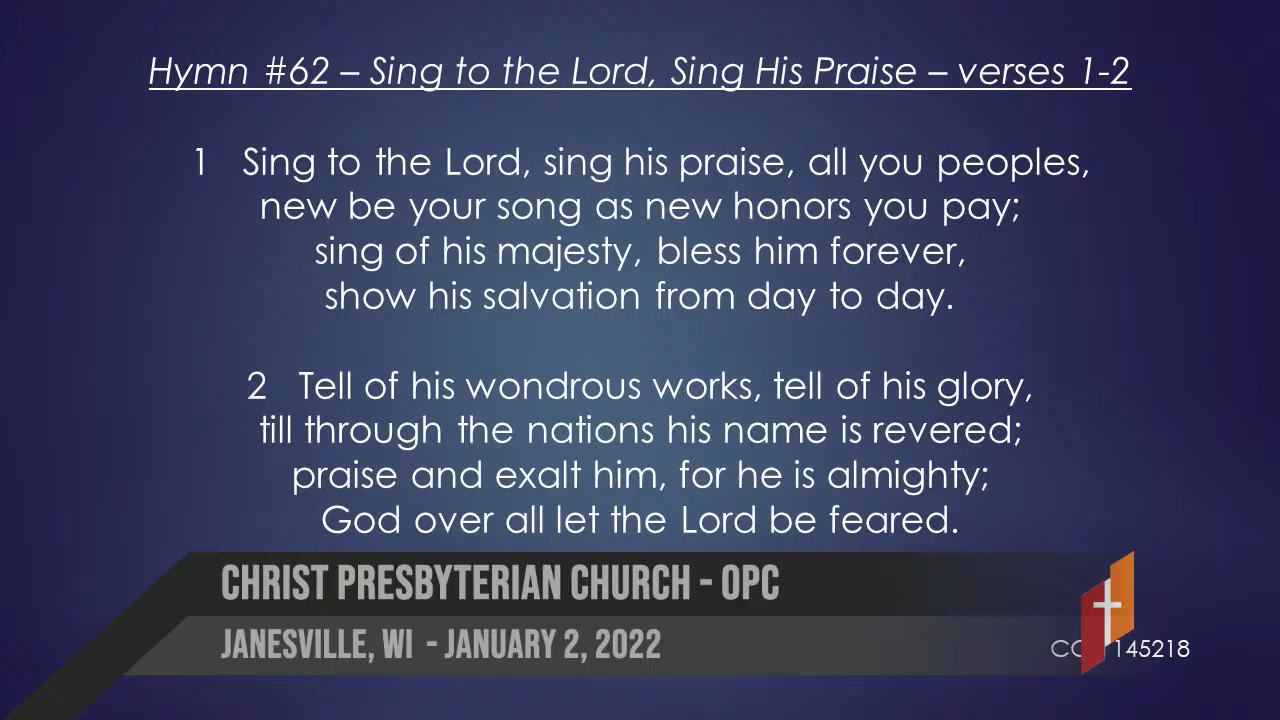 Hymn #62 – Sing to the Lord, Sing His Praise – verses 1-2
1 Sing to the Lord, sing his praise, all you peoples,
new be your song as new honors you pay;
sing of his majesty, bless him forever,
show his salvation from day to day.
2 Tell of his wondrous works, tell of his glory,
till through the nations his name is revered;
praise and exalt him, for he is almighty;
God over all let the Lord be feared.
CHRIST PRESBYTERIAN CHURCH - OPC
JANESVILLE, WI - JANUARY 2, 2022
145218